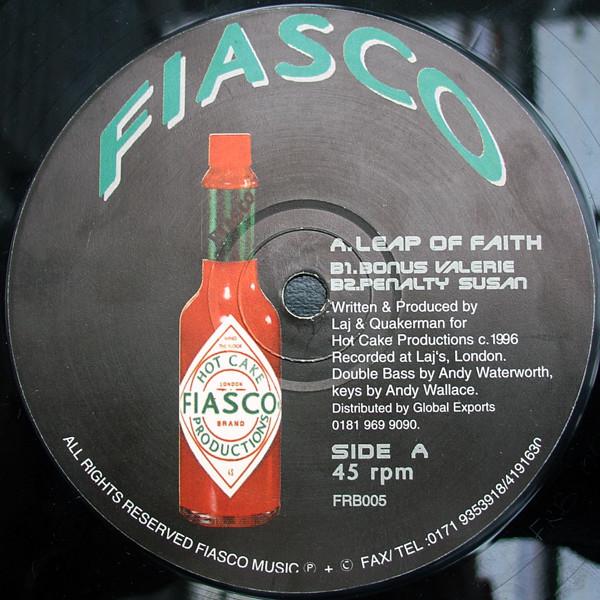 FIASCO
A. LEAP OF FAITH
B1. BONUS VALERIE
B2. PENALTY SUSAN
Written & Produced by
Laj & Quakerman for
Hot Cake Productions c.1996
Recorded at Laj's, London.
Double Bass by Andy Waterworth,
keys by Andy Wallace.
Distributed by Global Exports
0181 969 9090.
SIDE A
45 rpm
FRB005
FIASCO
MIND
HOT CAKE
LONDON
FIASCO
BRAND
PRODUCTIONS
45
ALL RIGHTS RESERVED FIASCO MUSIC ℗ + © FAX/TEL:0171 9353918/4191630